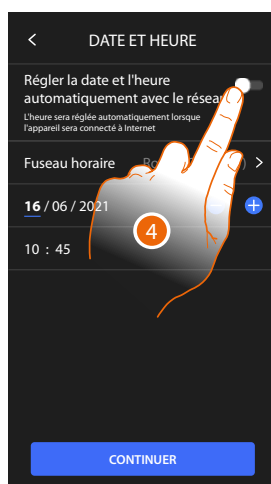 DATE ET HEURE
Régler la date et l'heure
automatiquement avec le
L'heure sera réglée automatiquement lorsque
l'appareil sera connecté à Internet
Fuseau horaire
16 / 06 / 2021
10 : 45
4
CONTINUER